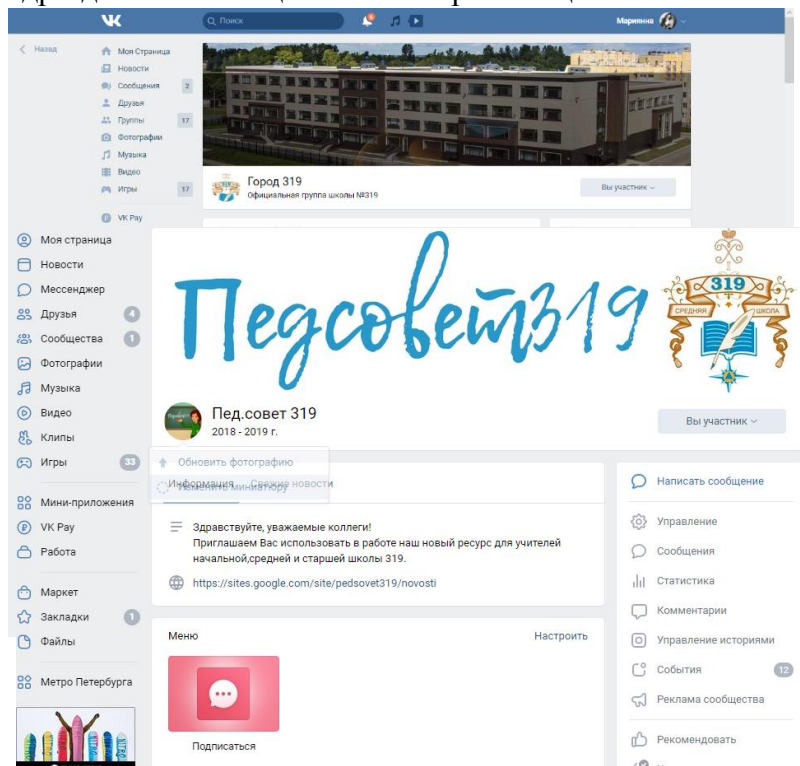 Поиск
Марианна
Назад
Моя Страница
Новости
Сообщения 2
Друзья
Группы 17
Фотографии
Музыка
Видео
Игры 17
VK Pay
Город 319
Официальная группа школы №319
Вы участник
Моя страница
Новости
Мессенджер
Друзья 4
Сообщества 1
Фотографии
Музыка
Видео
Клипы
Игры 33
Мини-приложения
VK Pay
Работа
Маркет
Закладки 1
Файлы
Метро Петербурга
Педсовет319
319
СРЕДНЯЯ ШКОЛА
Пед.совет 319
2018 - 2019 г.
Вы участник
Обновить фотографию
Изменить миниатюру
Информация Свежие новости
Здравствуйте, уважаемые коллеги!
Приглашаем Вас использовать в работе наш новый ресурс для учителей
начальной,средней и старшей школы 319.
https://sites.google.com/site/pedsovet319/novosti
Меню Настроить
Подписаться
Написать сообщение
Управление
Сообщения
Статистика
Комментарии
Управление историями
События 12
Реклама сообщества
Рекомендовать